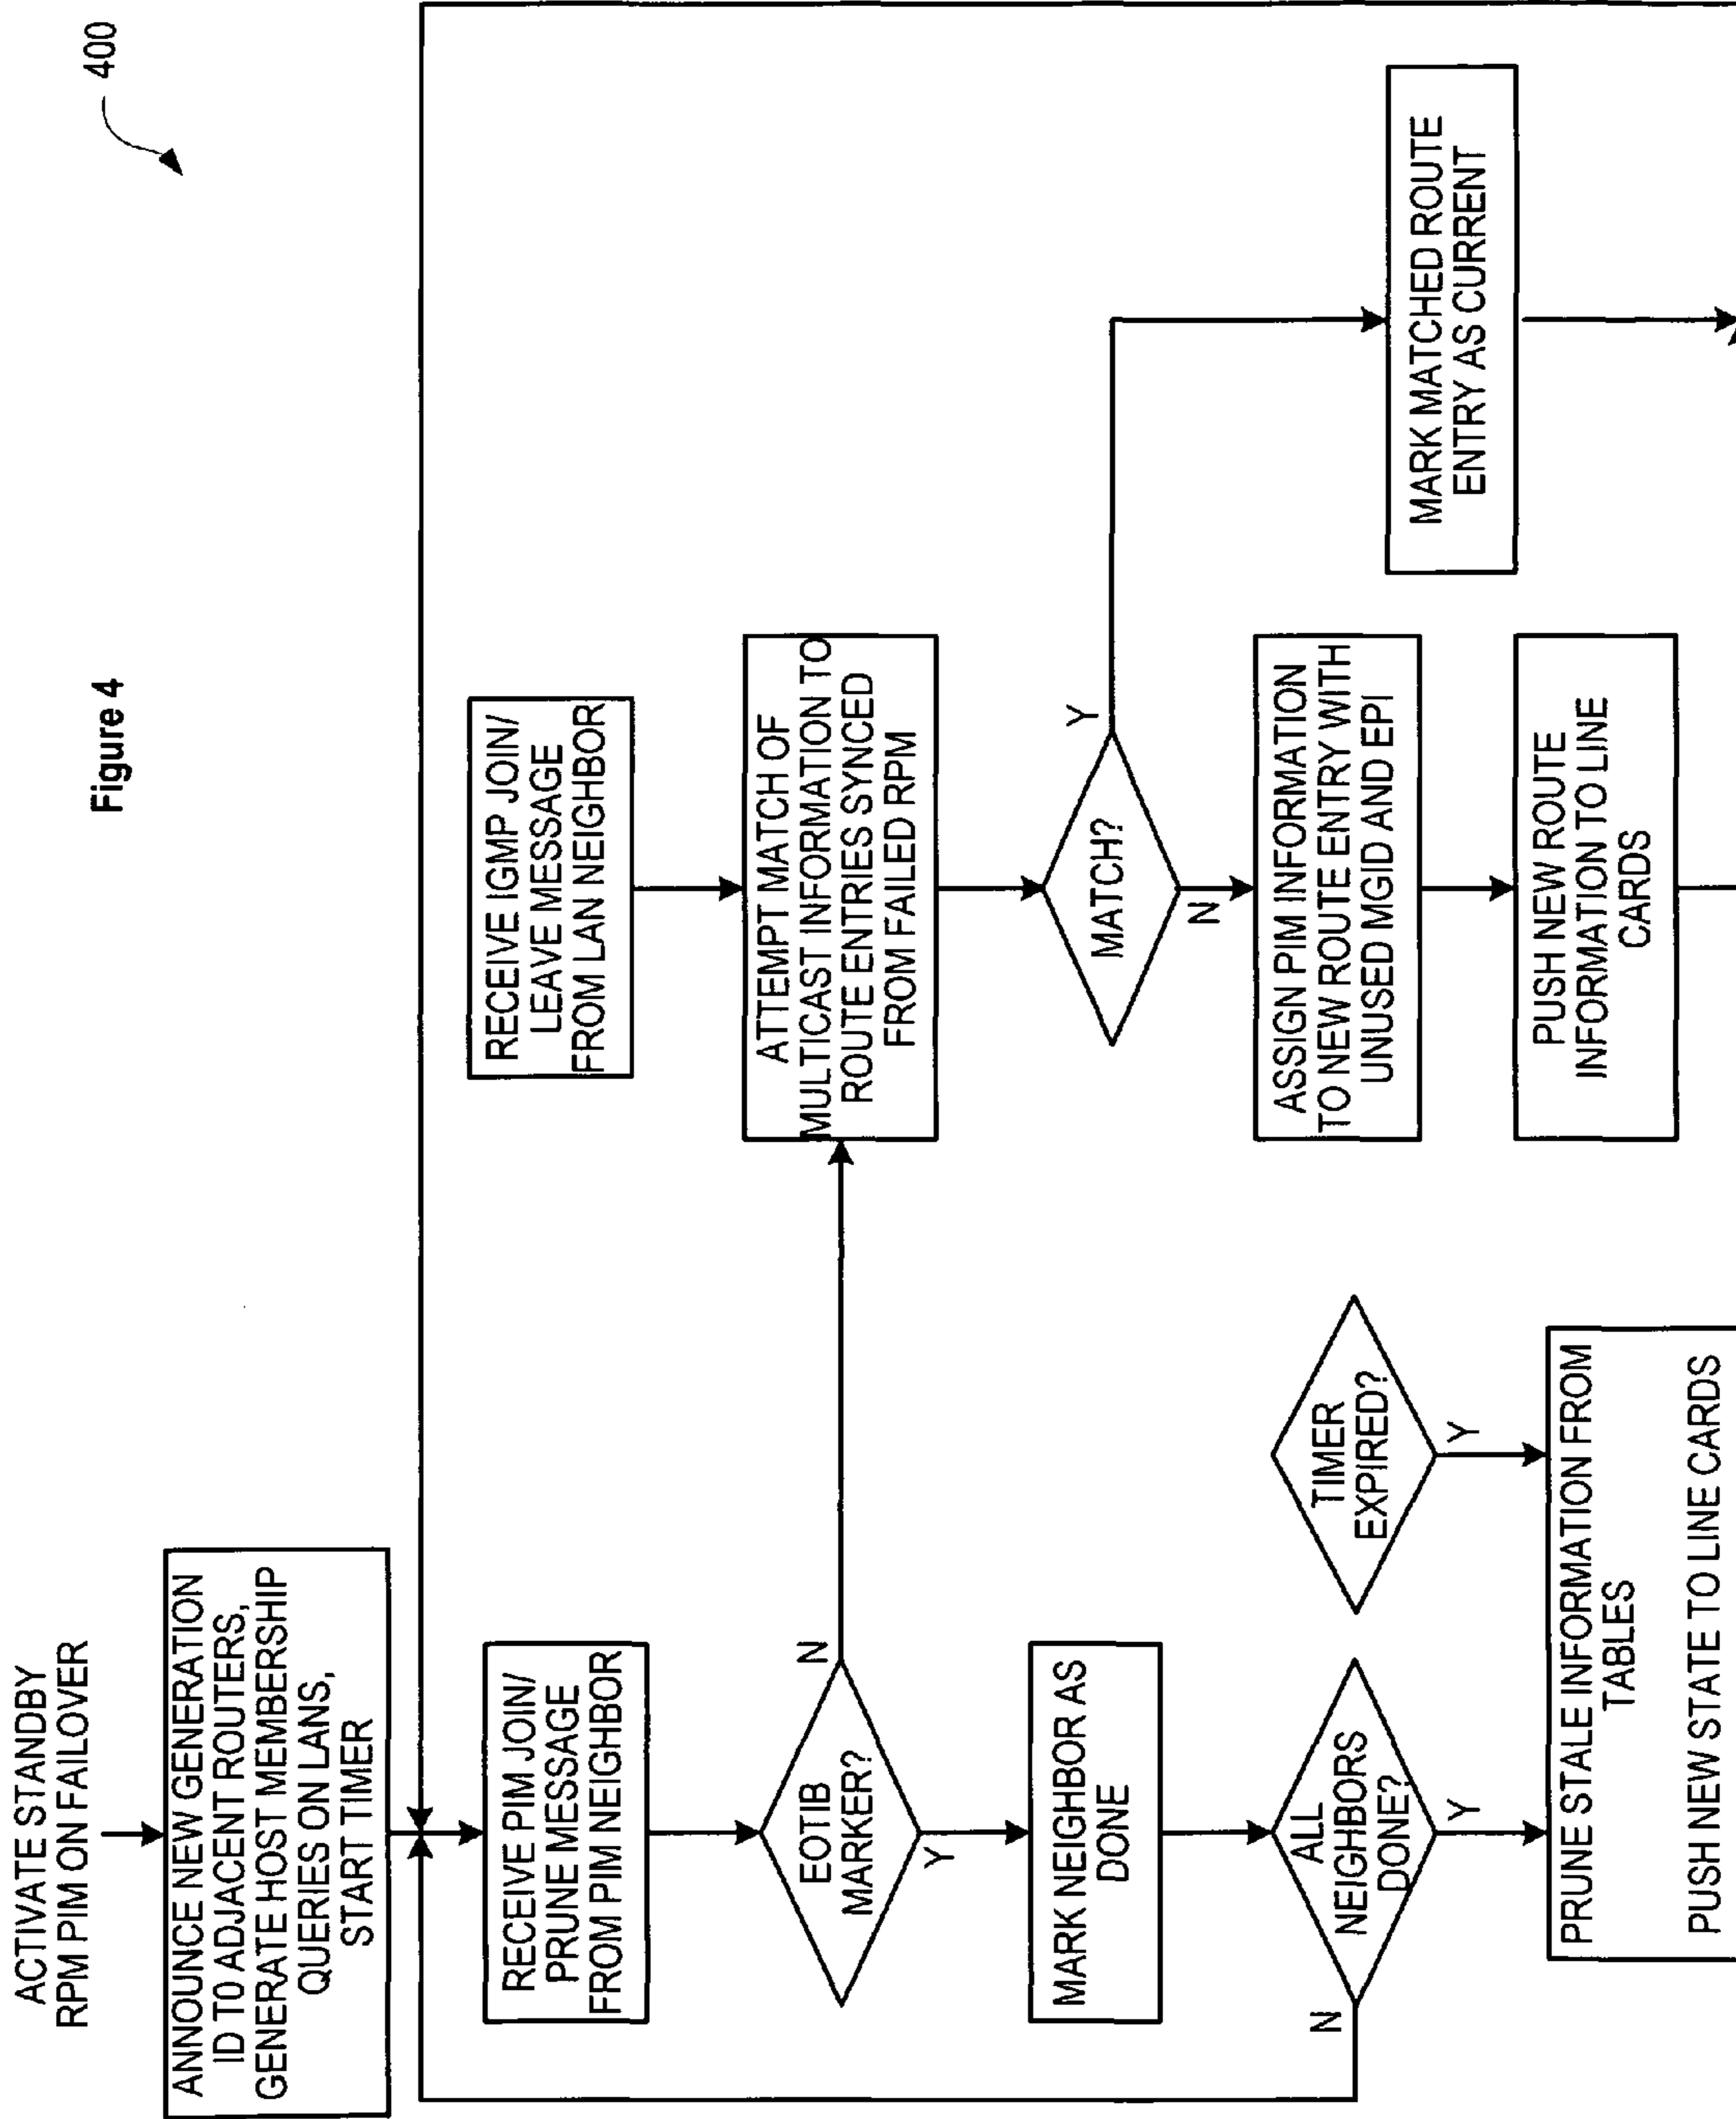 Figure 4
400
ACTIVATE STANDBY
RPM PIM ON FAILOVER
ANNOUNCE NEW GENERATION
ID TO ADJACENT ROUTERS,
GENERATE HOST MEMBERSHIP
QUERIES ON LANS,
START TIMER
RECEIVE PIM JOIN/
PRUNE MESSAGE
FROM PIM NEIGHBOR
EOTIB
MARKER?
N
Y
MARK NEIGHBOR AS
DONE
ALL
NEIGHBORS
DONE?
N
Y
TIMER
EXPIRED?
Y
PRUNE STALE INFORMATION FROM
TABLES
PUSH NEW STATE TO LINE CARDS
RECEIVE IGMP JOIN/
LEAVE MESSAGE
FROM LAN NEIGHBOR
ATTEMPT MATCH OF
MULTICAST INFORMATION TO
ROUTE ENTRIES SYNCED
FROM FAILED RPM
MATCH?
Y
N
ASSIGN PIM INFORMATION
TO NEW ROUTE ENTRY WITH
UNUSED MGID AND EPI
PUSH NEW ROUTE
INFORMATION TO LINE
CARDS
MARK MATCHED ROUTE
ENTRY AS CURRENT